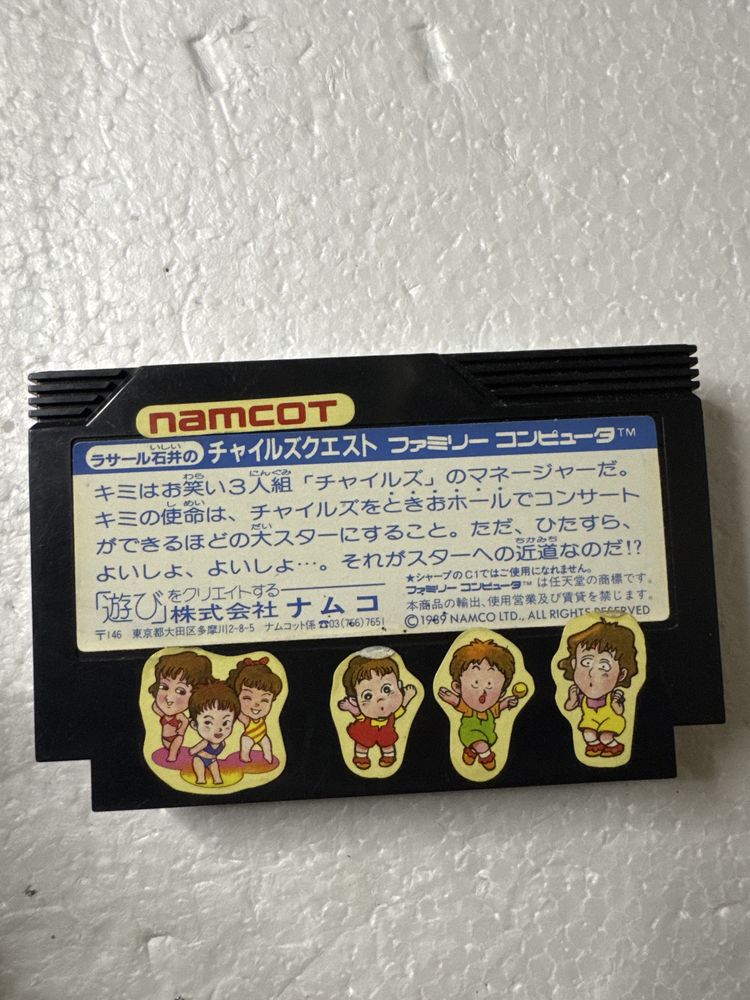 namcoT
ラサール石井のチャイルズクエスト ファミリー コンピュータ™
キミはお笑い3人組「チャイルズ」のマネージャーだ。
キミの使命は、チャイルズをときおホールでコンサート
ができるほどの大スターにすること。ただ、ひたすら、
よいしょ、よいしょ…。それがスターへの近道なのだ!?
「遊び」をクリエイトする
株式会社 ナムコ
〒146 東京都大田区多摩川2-8-5 ナムコット係 ☎03(756)7651
★シャープのC1ではご使用になれません。
ファミリー コンピュータ™ は任天堂の商標です。
本商品の輸出、使用営業及び賃貸を禁じます。
©1989 NAMCO LTD., ALL RIGHTS RESERVED